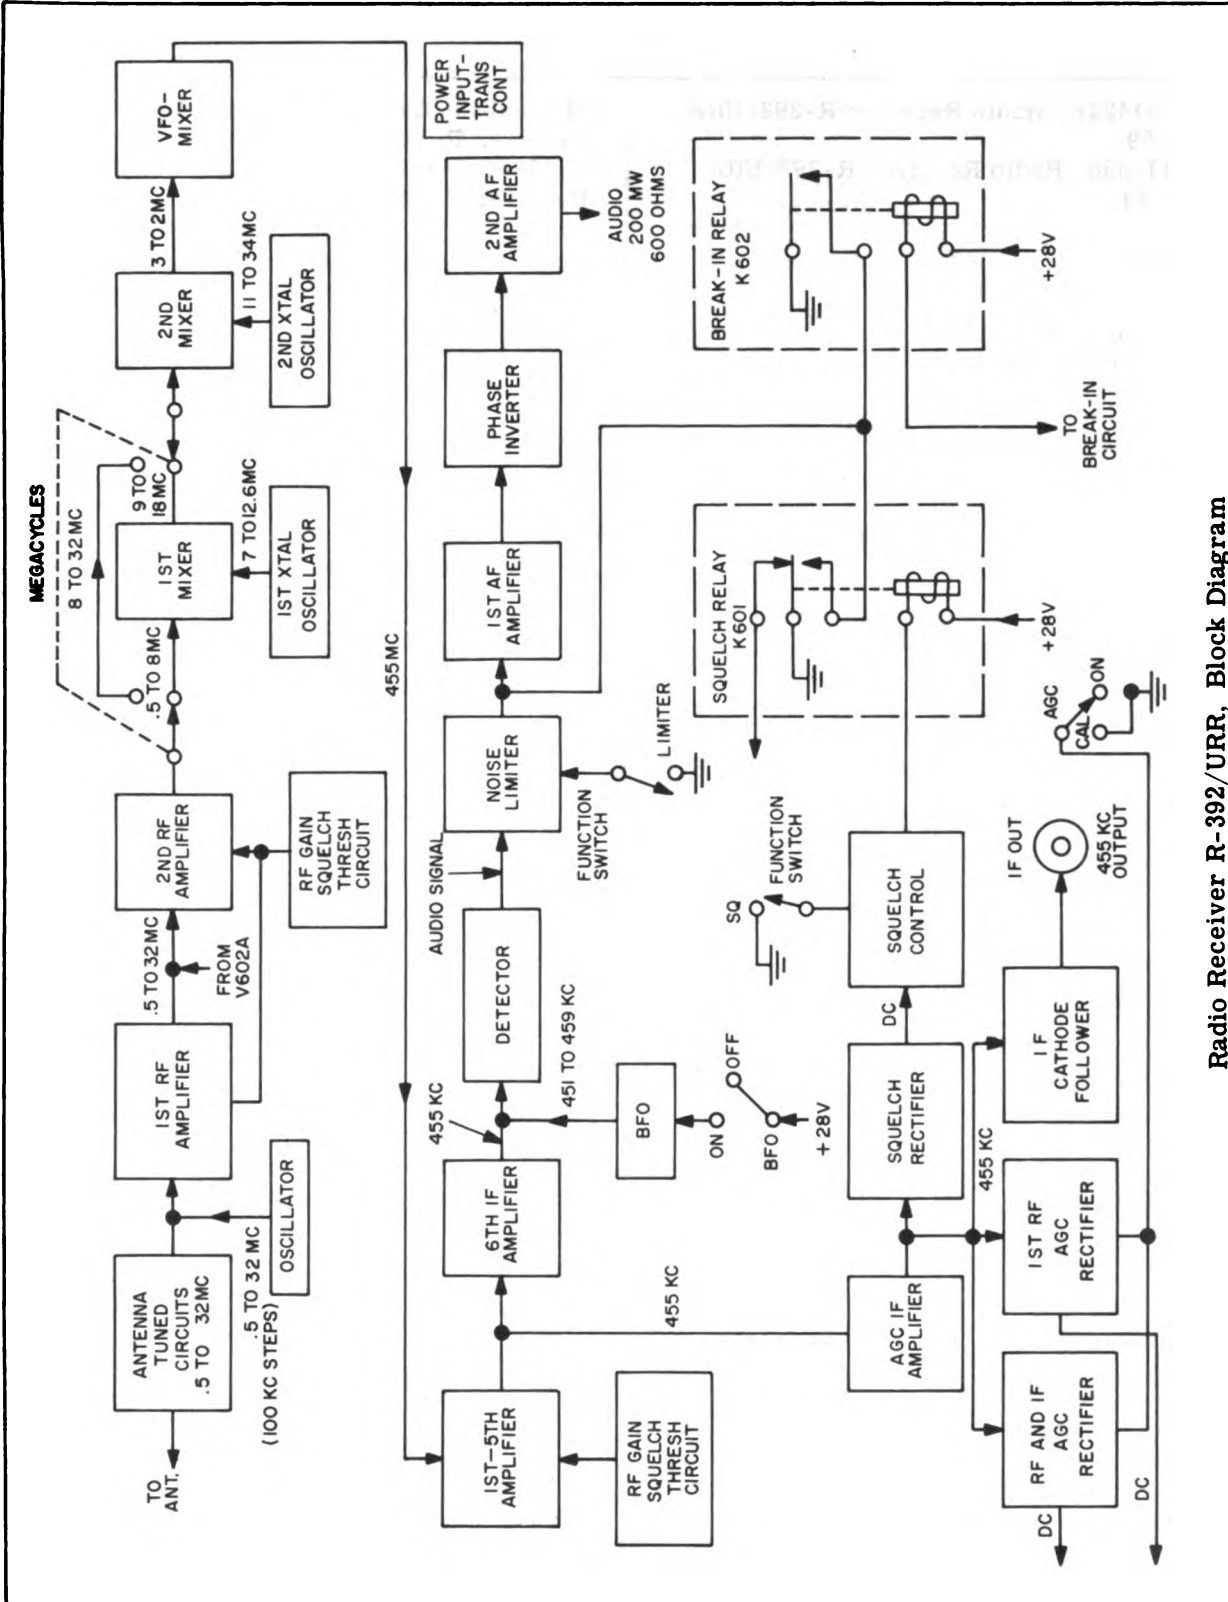 TO
ANT.
ANTENNA
TUNED
CIRCUITS
.5 TO 32MC
.5 TO 32 MC
(100 KC STEPS)
OSCILLATOR
1ST RF
AMPLIFIER
.5 TO 32MC
FROM
V602A
2ND RF
AMPLIFIER
RF GAIN
SQUELCH
THRESH
CIRCUIT
MEGACYCLES
8 TO 32MC
.5 TO 8MC
1ST
MIXER
9 TO
18MC
7 TO 12.6MC
1ST XTAL
OSCILLATOR
2ND
MIXER
11 TO 34MC
2ND XTAL
OSCILLATOR
3 TO 2MC
VFO-
MIXER
455MC
1ST-5TH
AMPLIFIER
RF GAIN
SQUELCH
THRESH
CIRCUIT
455 KC
6TH IF
AMPLIFIER
455 KC
451 TO 459 KC
BFO
ON
OFF
BFO
+28V
DETECTOR
AUDIO SIGNAL
NOISE
LIMITER
FUNCTION
SWITCH
LIMITER
1ST AF
AMPLIFIER
PHASE
INVERTER
2ND AF
AMPLIFIER
AUDIO
200 MW
600 OHMS
POWER
INPUT-
TRANS
CONT
AGC IF
AMPLIFIER
SQUELCH
RECTIFIER
DC
SQUELCH
CONTROL
SQ
FUNCTION
SWITCH
SQUELCH RELAY
K601
+28V
BREAK-IN RELAY
K602
+28V
TO
BREAK-IN
CIRCUIT
RF AND IF
AGC
RECTIFIER
DC
DC
1ST RF
AGC
RECTIFIER
455 KC
IF
CATHODE
FOLLOWER
IF OUT
455 KC
OUTPUT
AGC
CAL
ON
Radio Receiver R-392/URR, Block Diagram